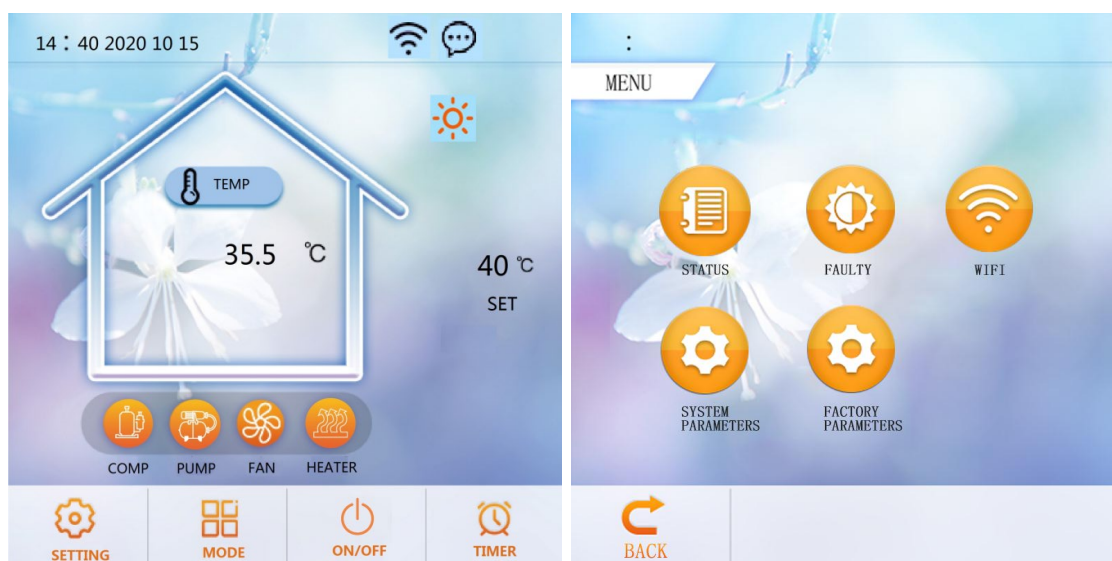 14：40 2020 10 15
TEMP
35.5 ℃
40 ℃
SET
COMP PUMP FAN HEATER
SETTING MODE ON/OFF TIMER
:
MENU
STATUS FAULTY WIFI
SYSTEM PARAMETERS
FACTORY PARAMETERS
BACK